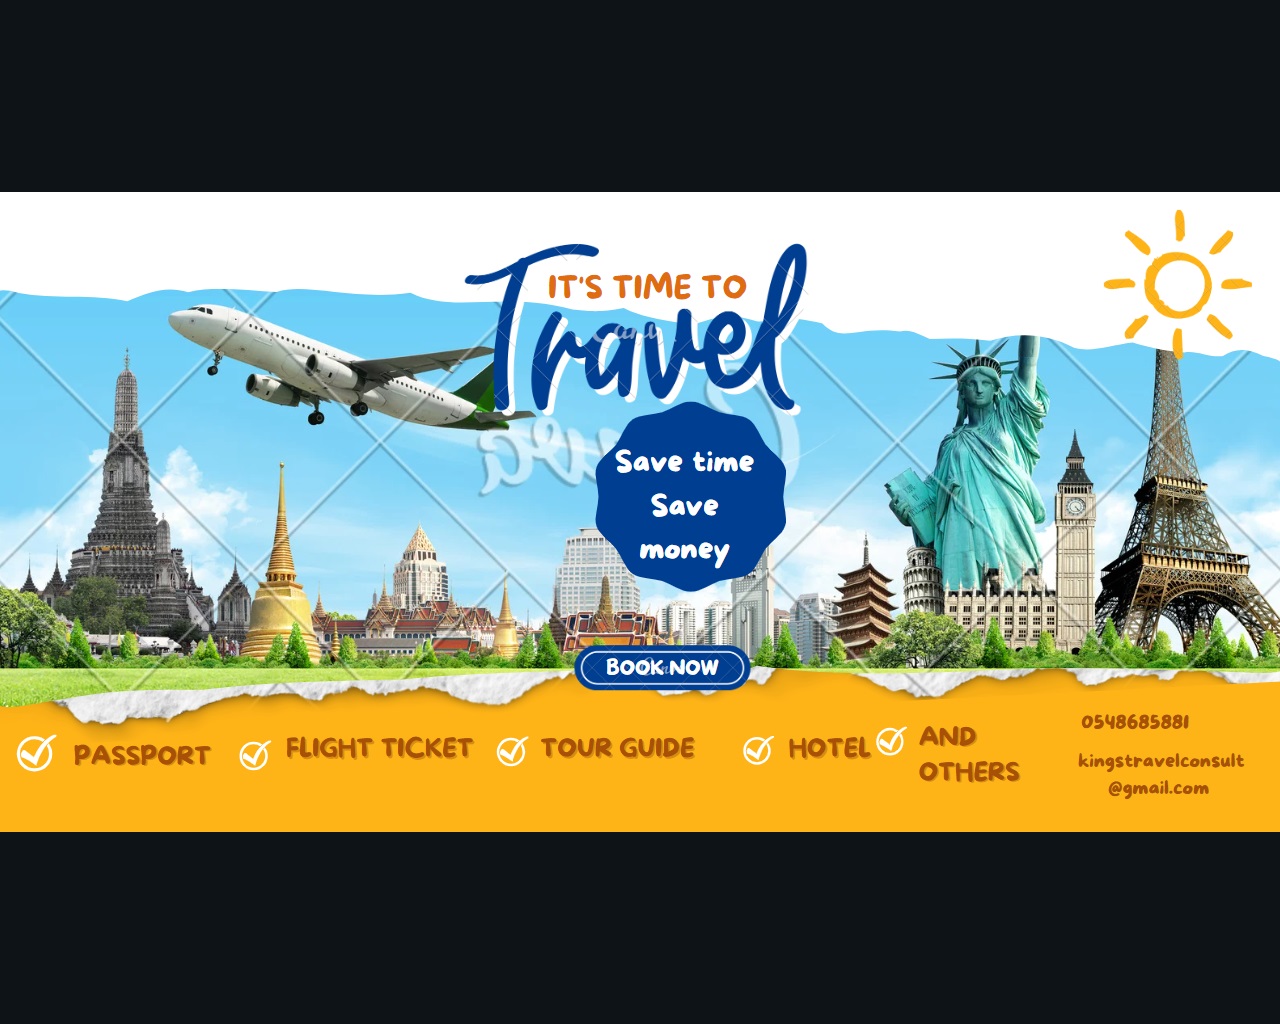 IT'S TIME TO
Travel
Save time
Save
money
BOOK NOW
PASSPORT
FLIGHT TICKET
TOUR GUIDE
HOTEL
AND
OTHERS
0548685881
kingstravelconsult
@gmail.com